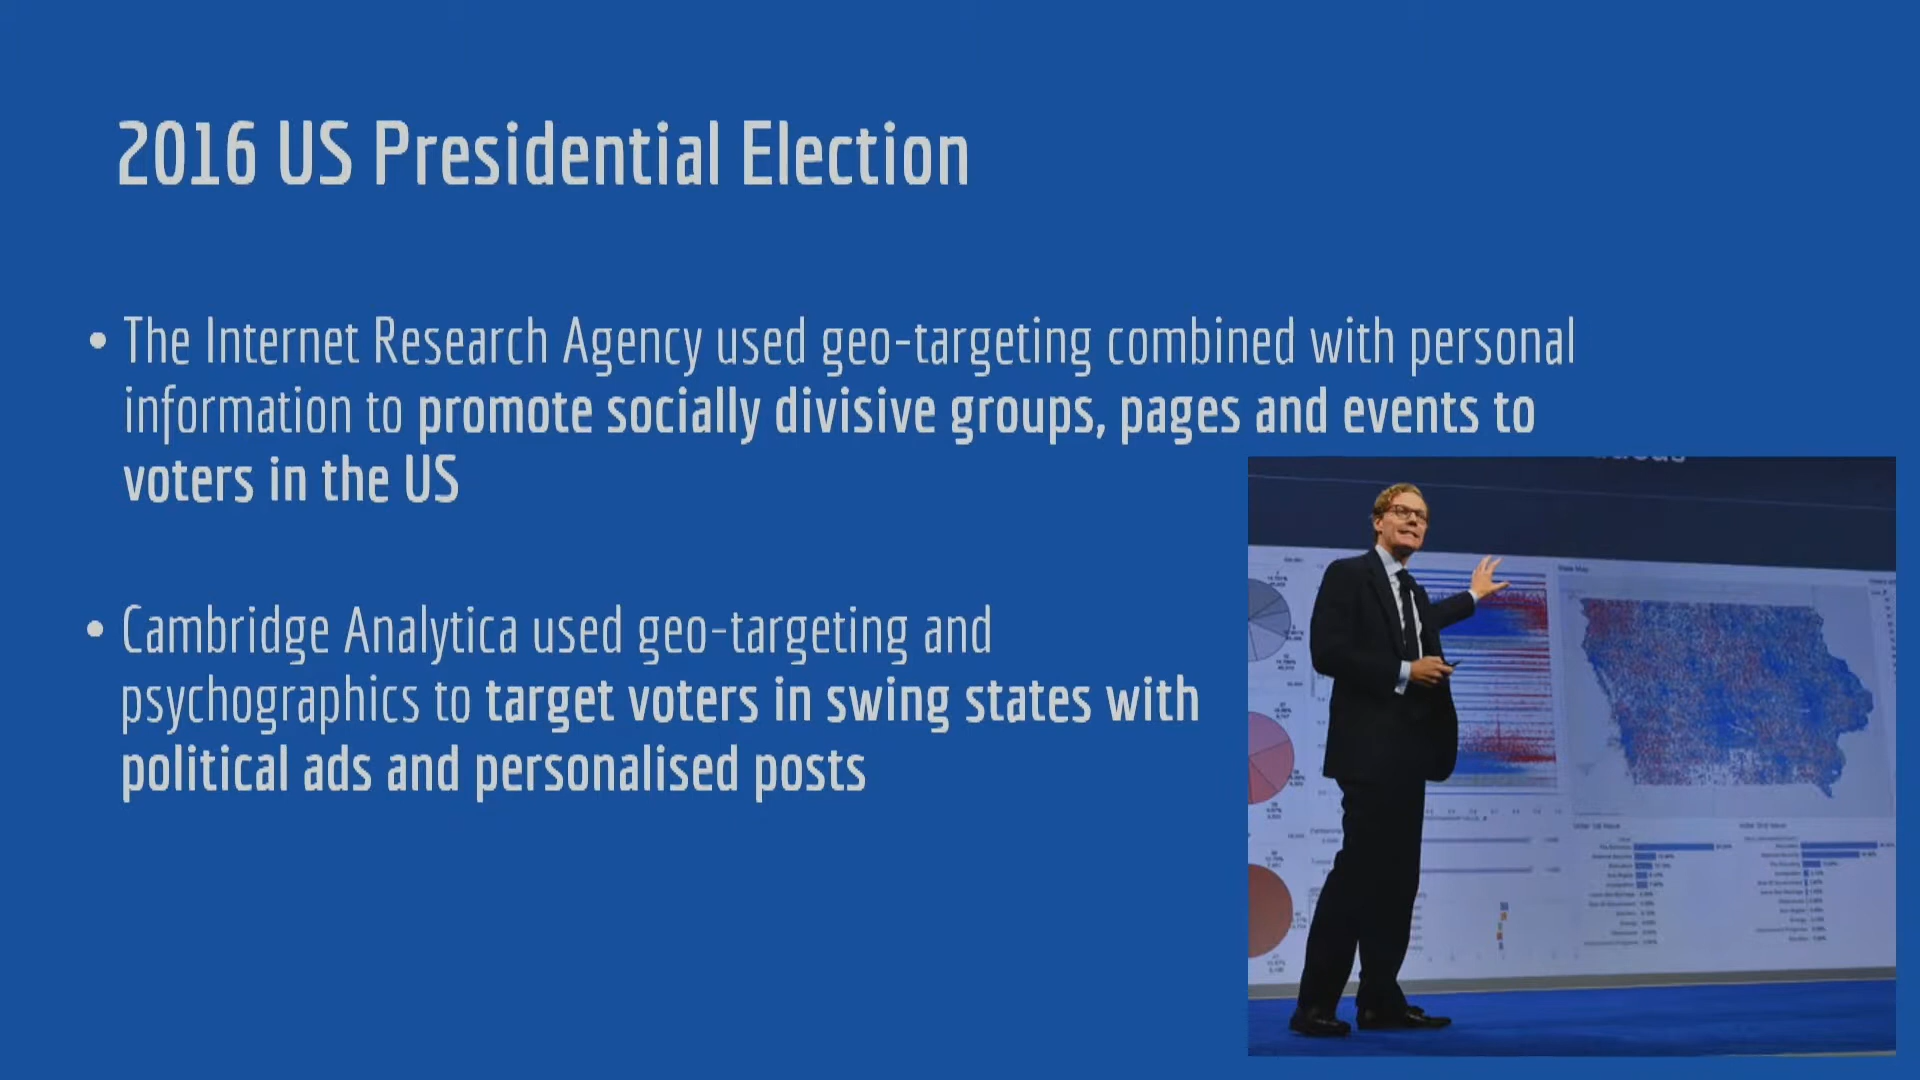 2016 US Presidential Election
• The Internet Research Agency used geo-targeting combined with personal
information to promote socially divisive groups, pages and events to
voters in the US
• Cambridge Analytica used geo-targeting and
psychographics to target voters in swing states with
political ads and personalised posts